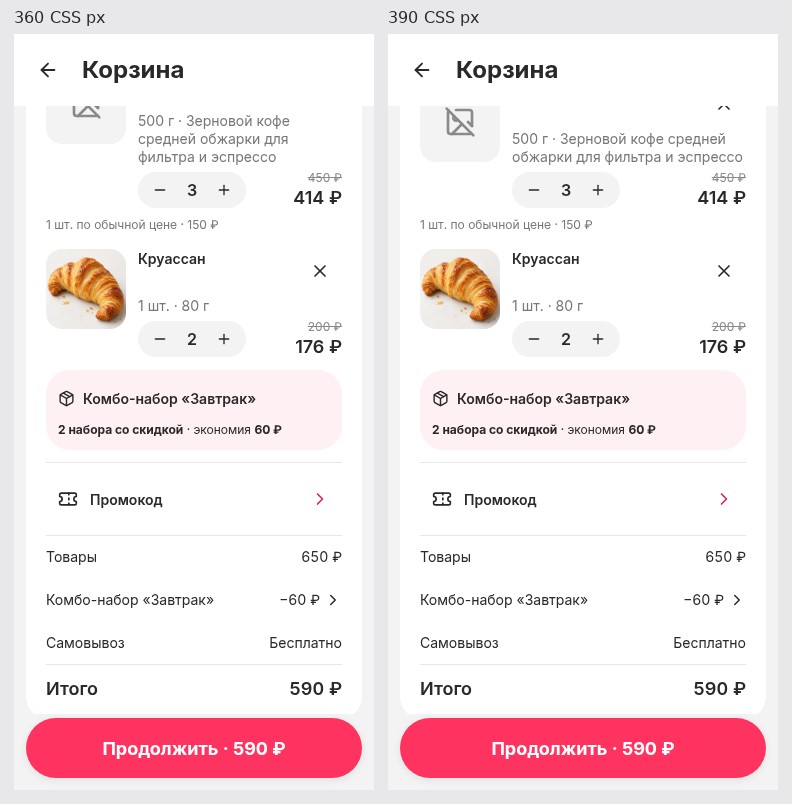 360 CSS px
Корзина
500 г · Зерновой кофе
средней обжарки для
фильтра и эспрессо
450 ₽
3
414 ₽
1 шт. по обычной цене · 150 ₽
Круассан
1 шт. · 80 г
200 ₽
2
176 ₽
Комбо-набор «Завтрак»
2 набора со скидкой · экономия 60 ₽
Промокод
Товары 650 ₽
Комбо-набор «Завтрак» −60 ₽
Самовывоз Бесплатно
Итого 590 ₽
Продолжить · 590 ₽
390 CSS px
Корзина
500 г · Зерновой кофе средней
обжарки для фильтра и эспрессо
450 ₽
3
414 ₽
1 шт. по обычной цене · 150 ₽
Круассан
1 шт. · 80 г
200 ₽
2
176 ₽
Комбо-набор «Завтрак»
2 набора со скидкой · экономия 60 ₽
Промокод
Товары 650 ₽
Комбо-набор «Завтрак» −60 ₽
Самовывоз Бесплатно
Итого 590 ₽
Продолжить · 590 ₽